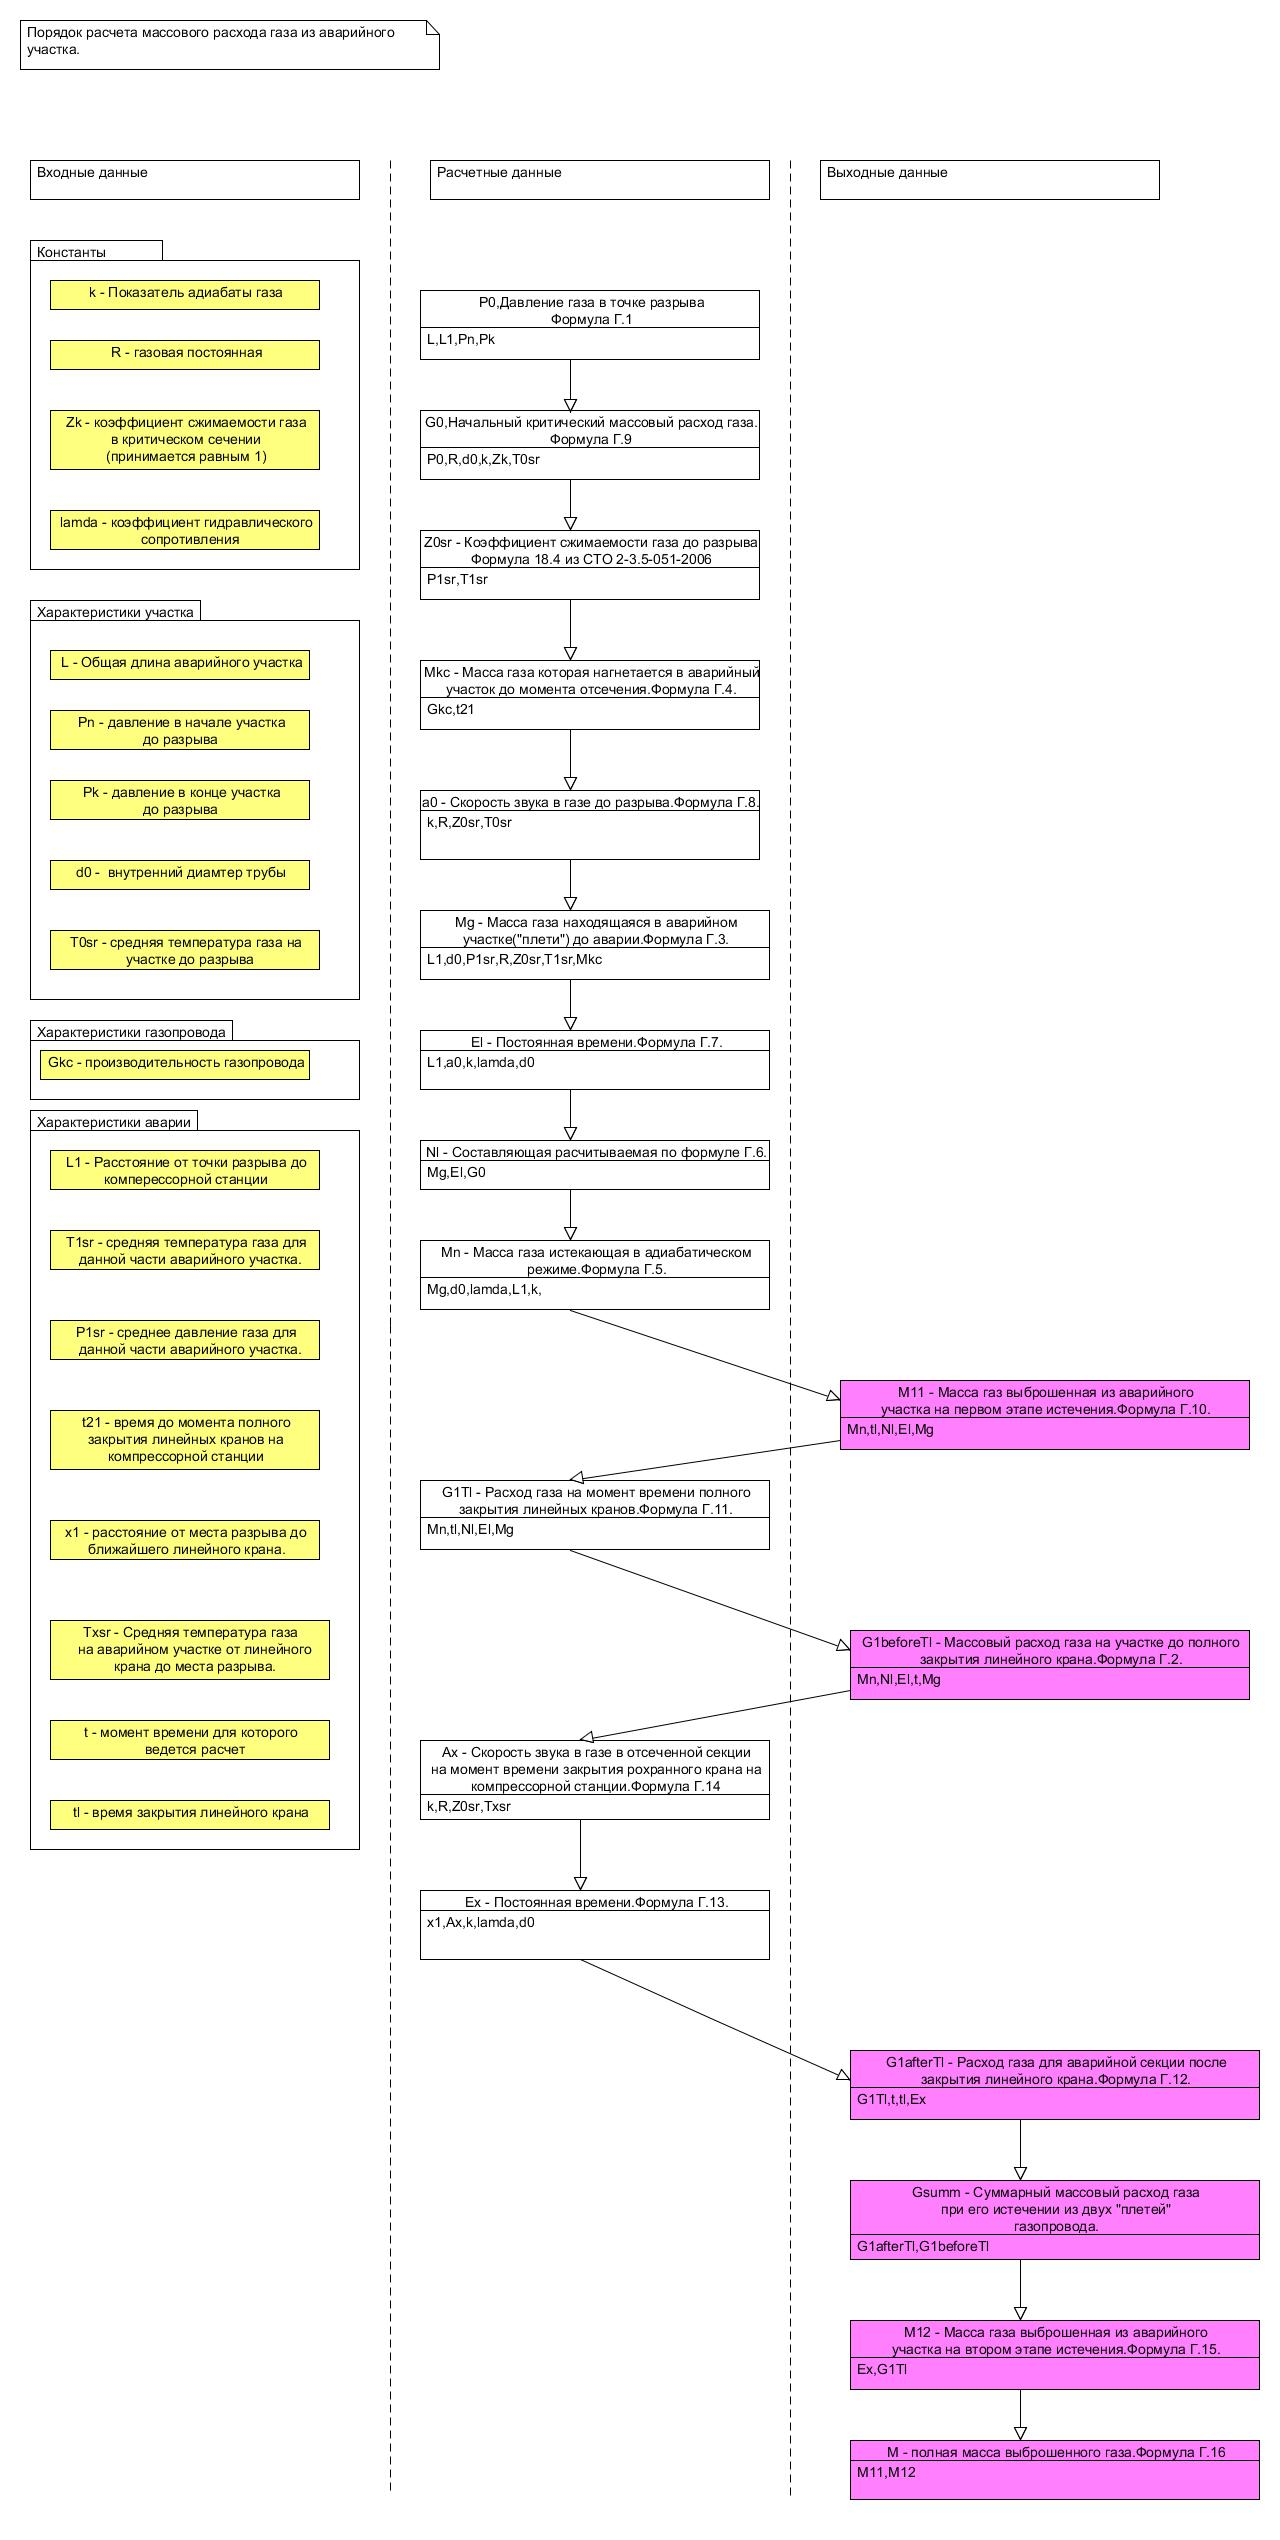 Порядок расчета массового расхода газа из аварийного
участка.
Входные данные
Расчетные данные
Выходные данные
Константы
k - Показатель адиабаты газа
R - газовая постоянная
Zk - коэффициент сжимаемости газа
в критическом сечении
(принимается равным 1)
lamda - коэффициент гидравлического
сопротивления
Характеристики участка
L - Общая длина аварийного участка
Pn - давление в начале участка
до разрыва
Pk - давление в конце участка
до разрыва
d0 -  внутренний диамтер трубы
T0sr - средняя температура газа на
участке до разрыва
Характеристики газопровода
Gkc - производительность газопровода
Характеристики аварии
L1 - Расстояние от точки разрыва до
комперессорной станции
T1sr - средняя температура газа для
данной части аварийного участка.
P1sr - среднее давление газа для
данной части аварийного участка.
t21 - время до момента полного
закрытия линейных кранов на
компрессорной станции
x1 - расстояние от места разрыва до
ближайшего линейного крана.
Txsr - Средняя температура газа
на аварийном участке от линейного
крана до места разрыва.
t - момент времени для которого
ведется расчет
tl - время закрытия линейного крана
P0,Давление газа в точке разрыва
Формула Г.1
L,L1,Pn,Pk
G0,Начальный критический массовый расход газа.
Формула Г.9
P0,R,d0,k,Zk,T0sr
Z0sr - Коэффициент сжимаемости газа до разрыва
Формула 18.4 из СТО 2-3.5-051-2006
P1sr,T1sr
Mkc - Масса газа которая нагнетается в аварийный
участок до момента отсечения.Формула Г.4.
Gkc,t21
a0 - Скорость звука в газе до разрыва.Формула Г.8.
k,R,Z0sr,T0sr
Mg - Масса газа находящаяся в аварийном
участке("плети") до аварии.Формула Г.3.
L1,d0,P1sr,R,Z0sr,T1sr,Mkc
El - Постоянная времени.Формула Г.7.
L1,a0,k,lamda,d0
Nl - Составляющая расчитываемая по формуле Г.6.
Mg,El,G0
Mn - Масса газа истекающая в адиабатическом
режиме.Формула Г.5.
Mg,d0,lamda,L1,k,
M11 - Масса газ выброшенная из аварийного
участка на первом этапе истечения.Формула Г.10.
Mn,tl,Nl,El,Mg
G1Tl - Расход газа на момент времени полного
закрытия линейных кранов.Формула Г.11.
Mn,tl,Nl,El,Mg
G1beforeTl - Массовый расход газа на участке до полного
закрытия линейного крана.Формула Г.2.
Mn,Nl,El,t,Mg
Ax - Скорость звука в газе в отсеченной секции
на момент времени закрытия рохранного крана на
компрессорной станции.Формула Г.14
k,R,Z0sr,Txsr
Ex - Постоянная времени.Формула Г.13.
x1,Ax,k,lamda,d0
G1afterTl - Расход газа для аварийной секции после
закрытия линейного крана.Формула Г.12.
G1Tl,t,tl,Ex
Gsumm - Суммарный массовый расход газа
при его истечении из двух "плетей"
газопровода.
G1afterTl,G1beforeTl
M12 - Масса газа выброшенная из аварийного
участка на втором этапе истечения.Формула Г.15.
Ex,G1Tl
M - полная масса выброшенного газа.Формула Г.16
M11,M12